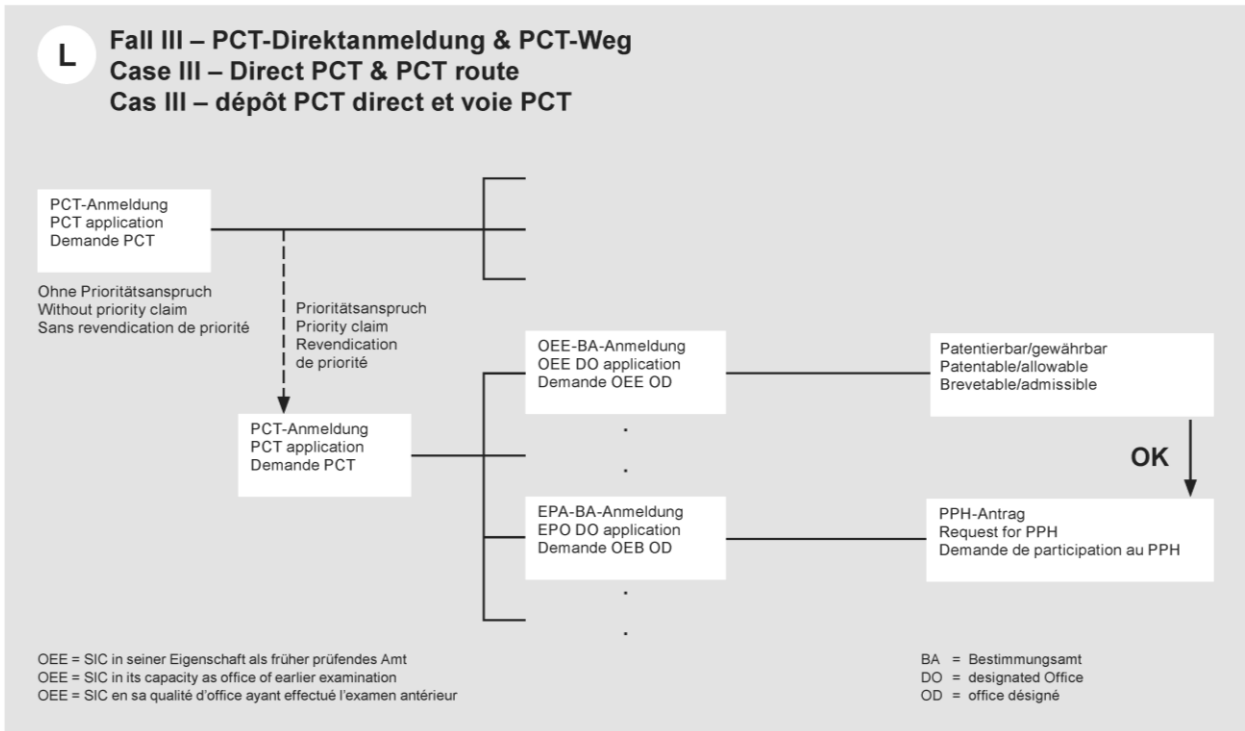 L
Fall III – PCT-Direktanmeldung & PCT-Weg
Case III – Direct PCT & PCT route
Cas III – dépôt PCT direct et voie PCT
PCT-Anmeldung
PCT application
Demande PCT
Ohne Prioritätsanspruch
Without priority claim
Sans revendication de priorité
Prioritätsanspruch
Priority claim
Revendication
de priorité
OEE-BA-Anmeldung
OEE DO application
Demande OEE OD
Patentierbar/gewährbar
Patentable/allowable
Brevetable/admissible
PCT-Anmeldung
PCT application
Demande PCT
OK
EPA-BA-Anmeldung
EPO DO application
Demande OEB OD
PPH-Antrag
Request for PPH
Demande de participation au PPH
OEE = SIC in seiner Eigenschaft als früher prüfendes Amt
OEE = SIC in its capacity as office of earlier examination
OEE = SIC en sa qualité d'office ayant effectué l'examen antérieur
BA = Bestimmungsamt
DO = designated Office
OD = office désigné